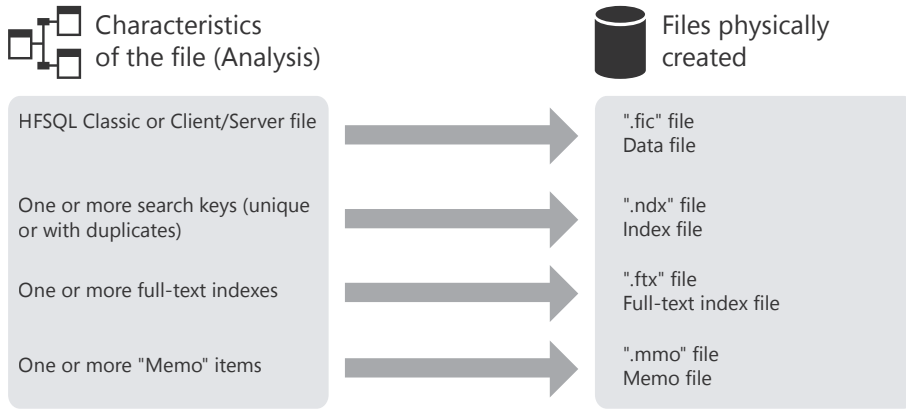 Characteristics
of the file (Analysis)
Files physically
created
HFSQL Classic or Client/Server file
".fic" file
Data file
One or more search keys (unique
or with duplicates)
".ndx" file
Index file
One or more full-text indexes
".ftx" file
Full-text index file
One or more "Memo" items
".mmo" file
Memo file